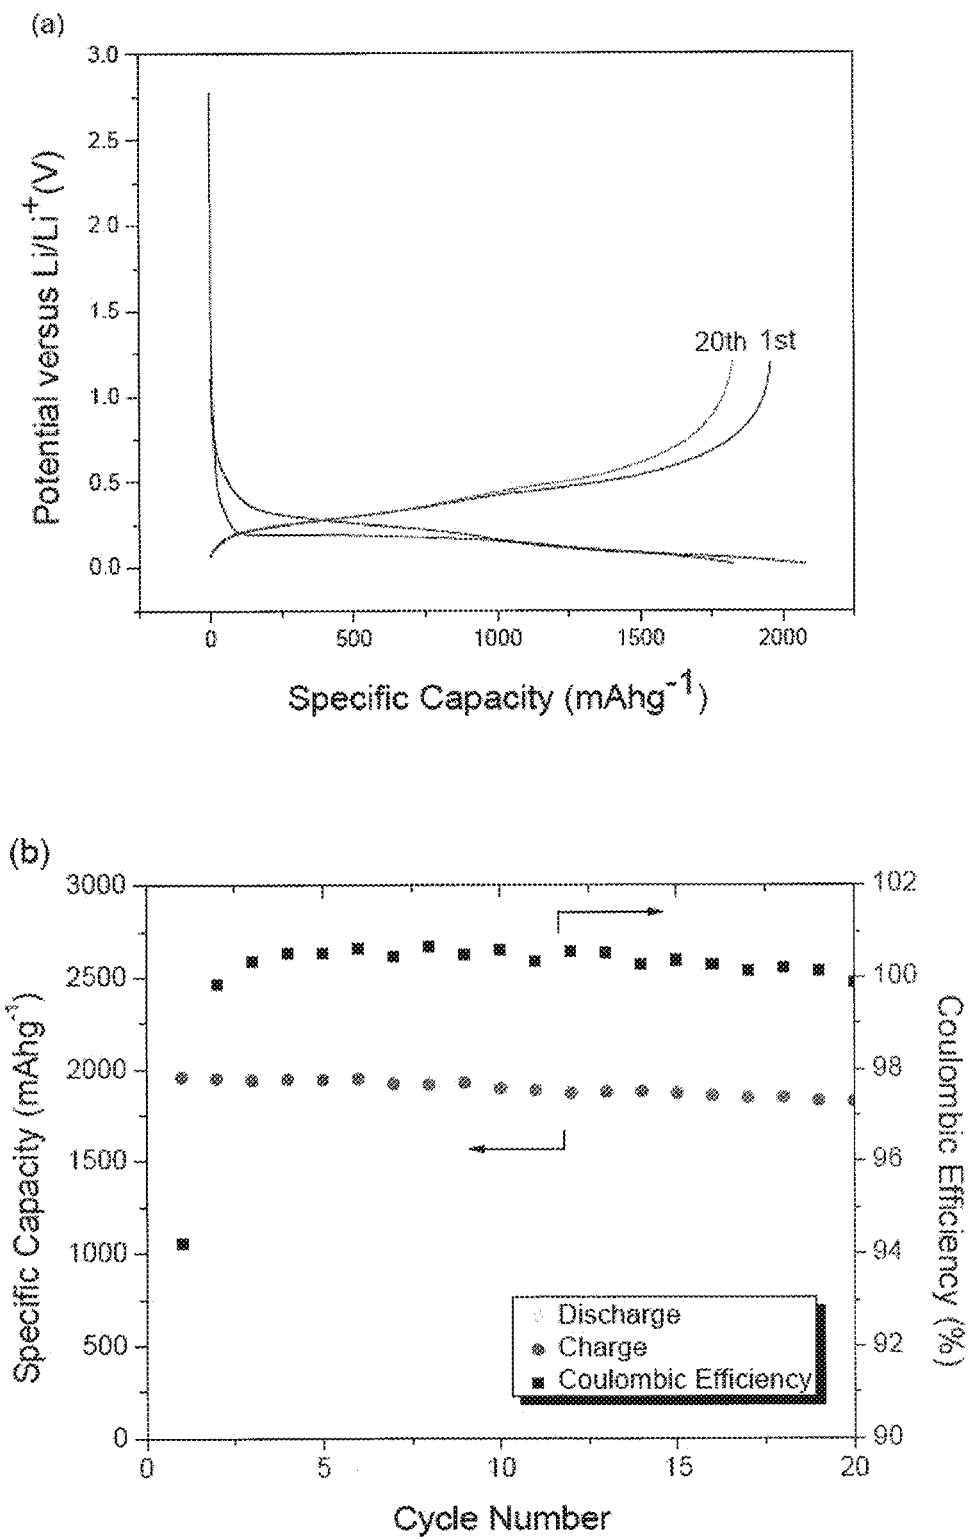 (a)
3.0
2.5
2.0
1.5
1.0
0.5
0.0
Potential versus Li/Li⁺(V)
20th 1st
0 500 1000 1500 2000
Specific Capacity (mAhg⁻¹)
(b)
3000
2500
2000
1500
1000
500
0
Specific Capacity (mAhg⁻¹)
102
100
98
96
94
92
90
Coulombic Efficiency (%)
Discharge
Charge
Coulombic Efficiency
0 5 10 15 20
Cycle Number